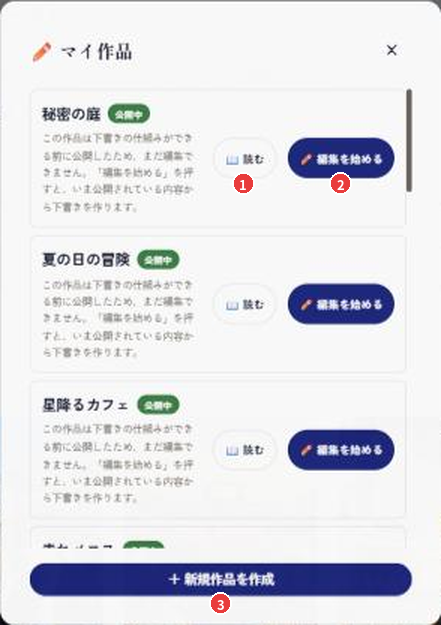 マイ作品
×
秘密の庭 公開中
この作品は下書きの仕組みができ
る前に公開したため、まだ編集で
きません。「編集を始める」を押
すと、いま公開されている内容か
ら下書きを作ります。
読む
1
編集を始める
2
夏の日の冒険 公開中
この作品は下書きの仕組みができ
る前に公開したため、まだ編集で
きません。「編集を始める」を押
すと、いま公開されている内容か
ら下書きを作ります。
読む
編集を始める
星降るカフェ 公開中
この作品は下書きの仕組みができ
る前に公開したため、まだ編集で
きません。「編集を始める」を押
すと、いま公開されている内容か
ら下書きを作ります。
読む
編集を始める
+ 新規作品を作成
3